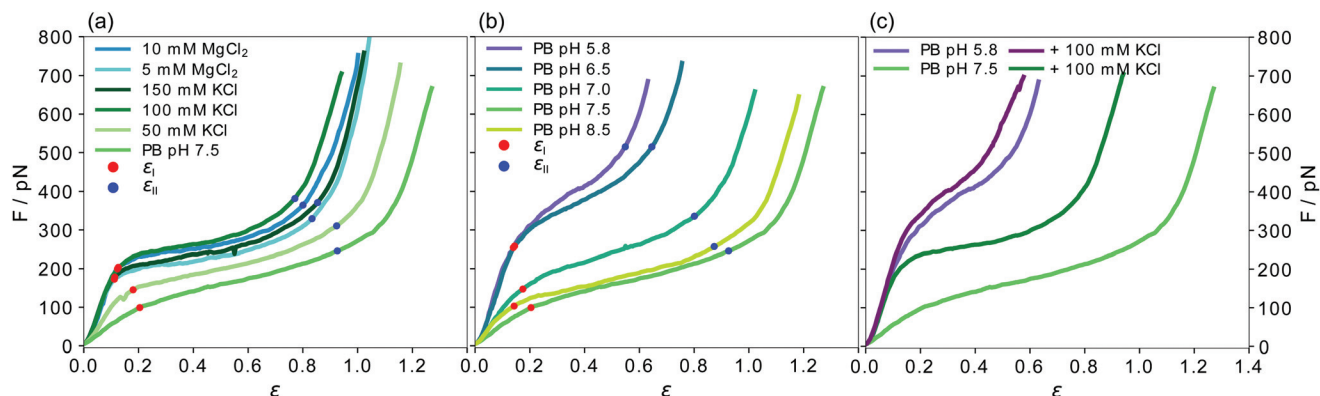 (a)
800
700
600
500
400
300
200
100
0
F / pN
10 mM MgCl₂
5 mM MgCl₂
150 mM KCl
100 mM KCl
50 mM KCl
PB pH 7.5
εI
εII
0.0 0.2 0.4 0.6 0.8 1.0 1.2
ε
(b)
PB pH 5.8
PB pH 6.5
PB pH 7.0
PB pH 7.5
PB pH 8.5
εI
εII
0.0 0.2 0.4 0.6 0.8 1.0 1.2
ε
(c)
PB pH 5.8 + 100 mM KCl
PB pH 7.5 + 100 mM KCl
800
700
600
500
400
300
200
100
0
F / pN
0.0 0.2 0.4 0.6 0.8 1.0 1.2 1.4
ε